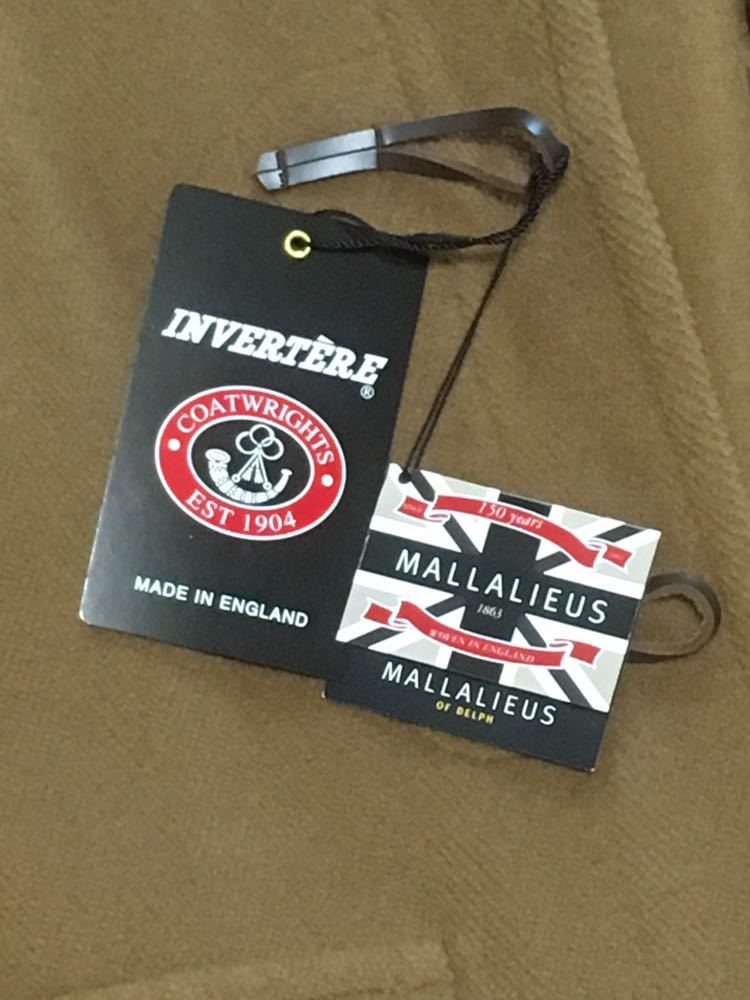 INVERTÈRE
®
COATWRIGHTS
EST 1904
MADE IN ENGLAND
150 years
MALLALIEUS
1863
WOVEN IN ENGLAND
MALLALIEUS
OF DELPH